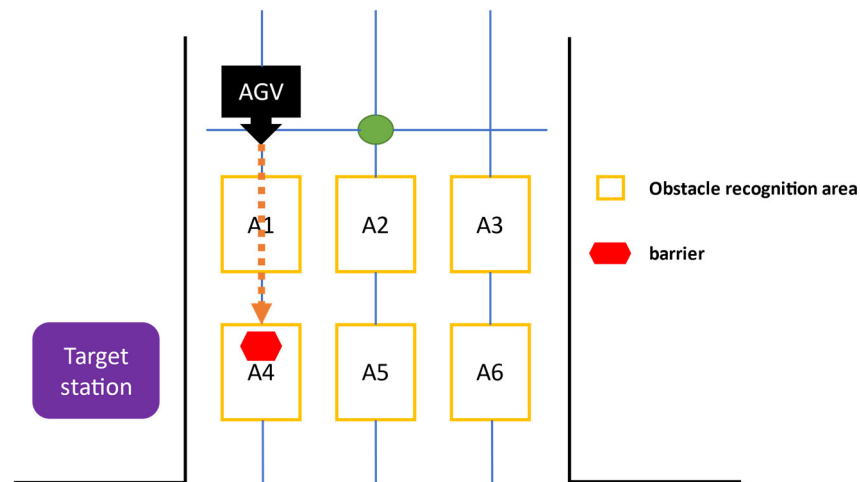 AGV
A1
A2
A3
Obstacle recognition area
barrier
Target
station
A4
A5
A6